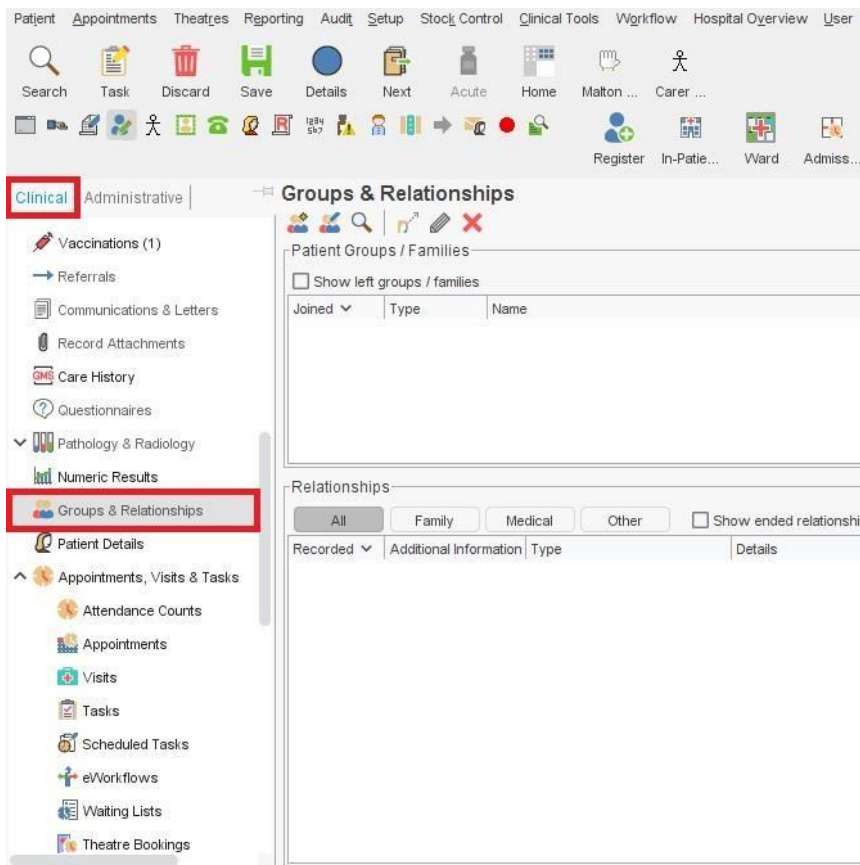 Patient Appointments Theatres Reporting Audit Setup Stock Control Clinical Tools Workflow Hospital Overview User
Search Task Discard Save Details Next Acute Home Malton ... Carer ...
Register In-Patie... Ward Admiss...
Clinical Administrative
Groups & Relationships
Patient Groups / Families
Show left groups / families
Joined Type Name
Vaccinations (1)
Referrals
Communications & Letters
Record Attachments
GMS Care History
Questionnaires
Pathology & Radiology
Numeric Results
Groups & Relationships
Patient Details
Appointments, Visits & Tasks
Attendance Counts
Appointments
Visits
Tasks
Scheduled Tasks
eWorkflows
Waiting Lists
Theatre Bookings
Relationships
All Family Medical Other Show ended relationshi
Recorded Additional Information Type Details